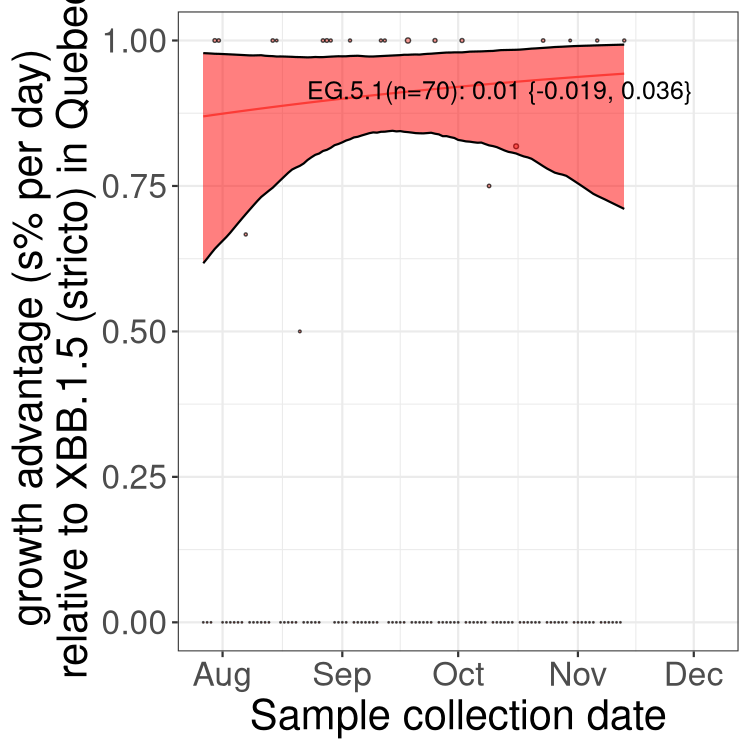 growth advantage (s% per day)
relative to XBB.1.5 (stricto) in Quebec
1.00
0.75
0.50
0.25
0.00
EG.5.1(n=70): 0.01 {-0.019, 0.036}
Aug Sep Oct Nov Dec
Sample collection date